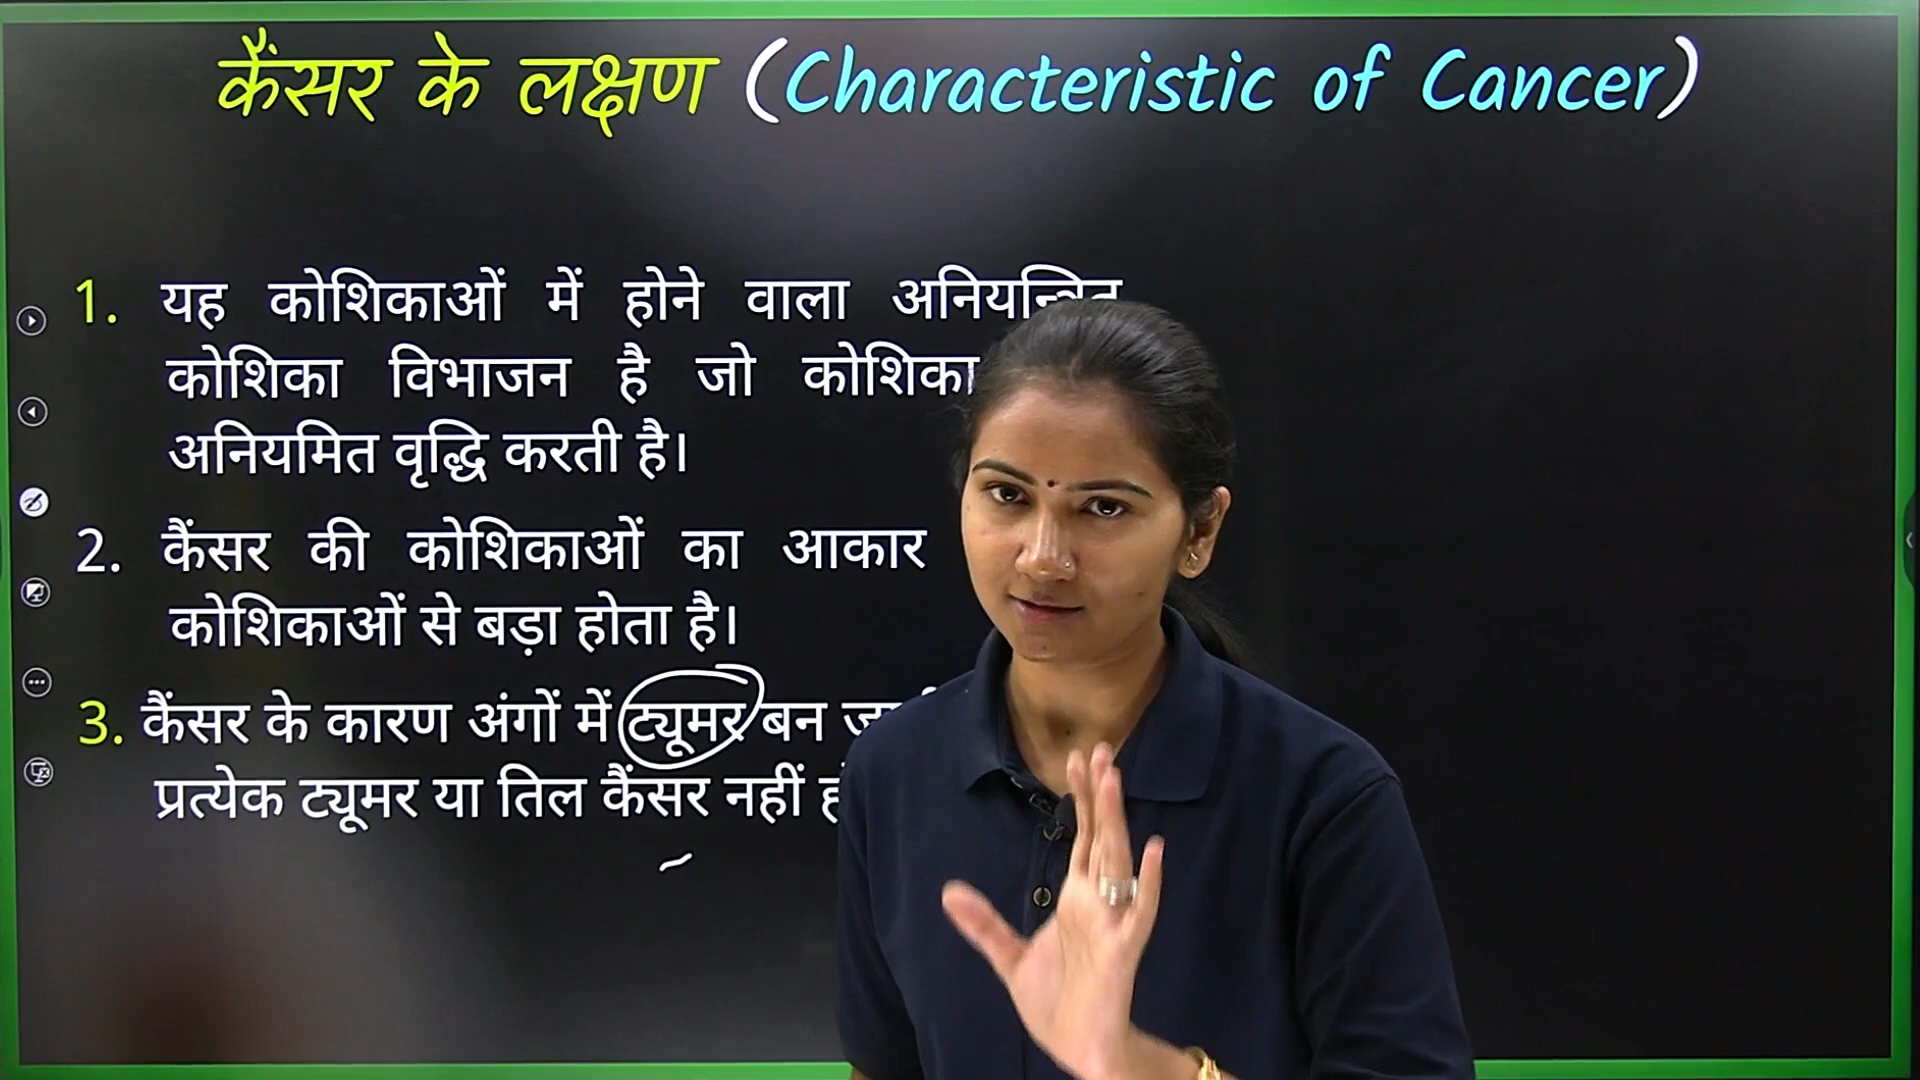 कैंसर के लक्षण (Characteristic of Cancer)
1. यह कोशिकाओं में होने वाला अनियन्त्रित
कोशिका विभाजन है जो कोशिका
अनियमित वृद्धि करती है।
2. कैंसर की कोशिकाओं का आकार
कोशिकाओं से बड़ा होता है।
3. कैंसर के कारण अंगों में ट्यूमर बन
प्रत्येक ट्यूमर या तिल कैंसर नहीं